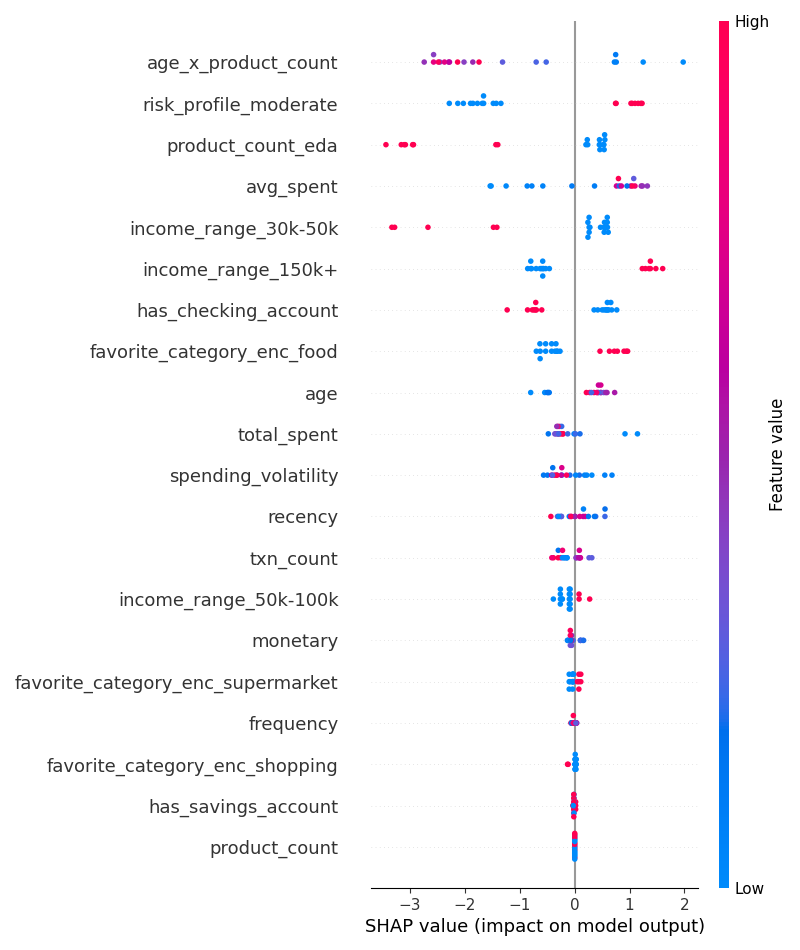 High
age_x_product_count
risk_profile_moderate
product_count_eda
avg_spent
income_range_30k-50k
income_range_150k+
has_checking_account
favorite_category_enc_food
age
total_spent
spending_volatility
recency
txn_count
income_range_50k-100k
monetary
favorite_category_enc_supermarket
frequency
favorite_category_enc_shopping
has_savings_account
product_count
Feature value
Low
−3 −2 −1 0 1 2
SHAP value (impact on model output)